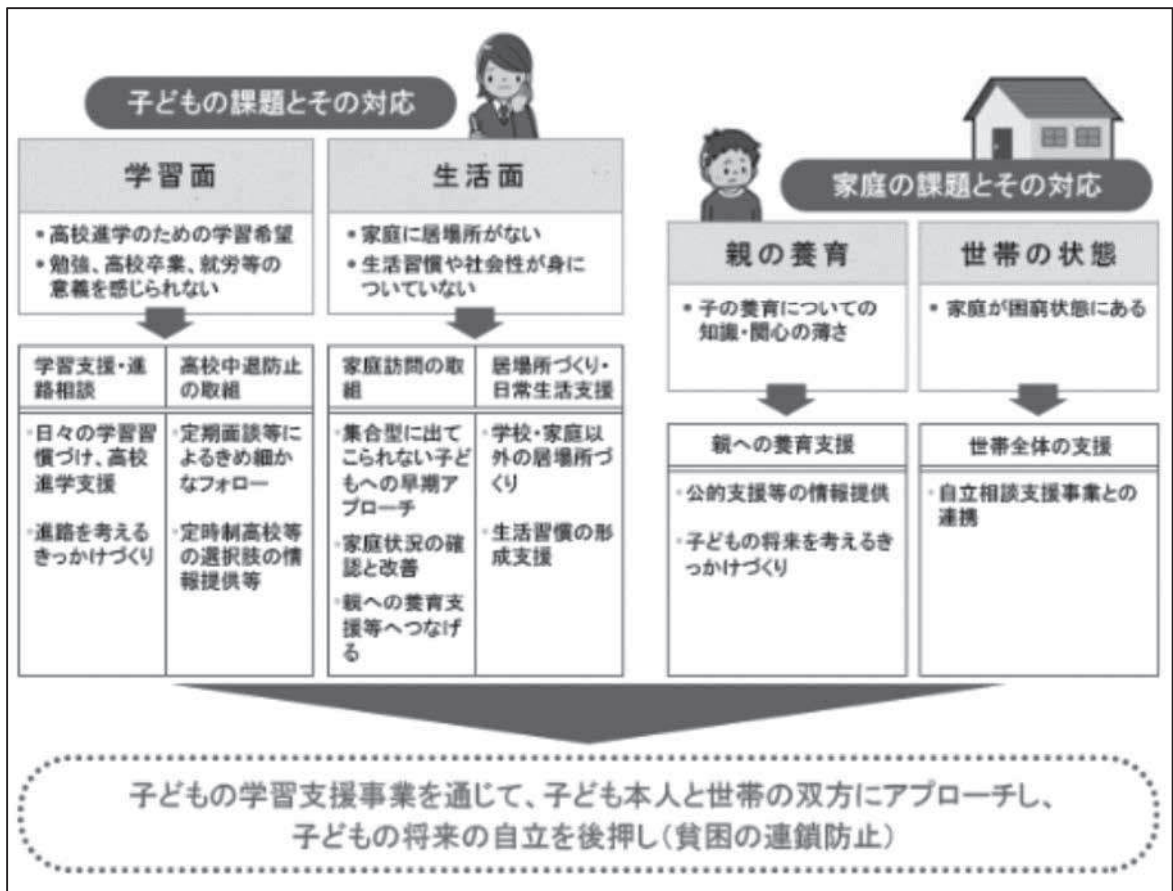 子どもの課題とその対応
学習面
・高校進学のための学習希望
・勉強、高校卒業、就労等の
意義を感じられない
生活面
・家庭に居場所がない
・生活習慣や社会性が身に
ついていない
学習支援・進
路相談
・日々の学習習
慣づけ、高校
進学支援
・進路を考える
きっかけづくり
高校中退防止
の取組
・定期面談等に
よるきめ細か
なフォロー
・定時制高校等
の選択肢の情
報提供等
家庭訪問の取
組
・集合型に出て
こられない子ど
もへの早期ア
プローチ
・家庭状況の確
認と改善
・親への養育支
援等へつなげ
る
居場所づくり・
日常生活支援
・学校・家庭以
外の居場所づ
くり
・生活習慣の形
成支援
家庭の課題とその対応
親の養育
・子の養育についての
知識・関心の薄さ
世帯の状態
・家庭が困窮状態にある
親への養育支援
・公的支援等の情報提供
・子どもの将来を考えるき
っかけづくり
世帯全体の支援
・自立相談支援事業との
連携
子どもの学習支援事業を通じて、子ども本人と世帯の双方にアプローチし、
子どもの将来の自立を後押し(貧困の連鎖防止)